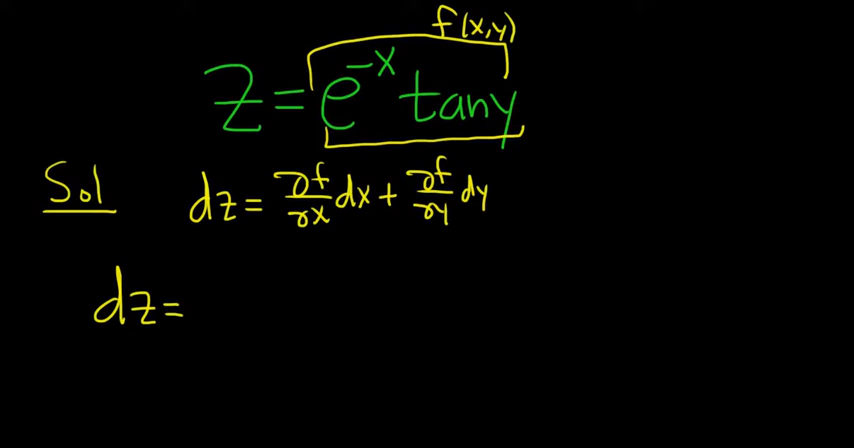 f(x,y)
z = e^{-x} tany
Sol dz = ∂f/∂x dx + ∂f/∂y dy
dz =